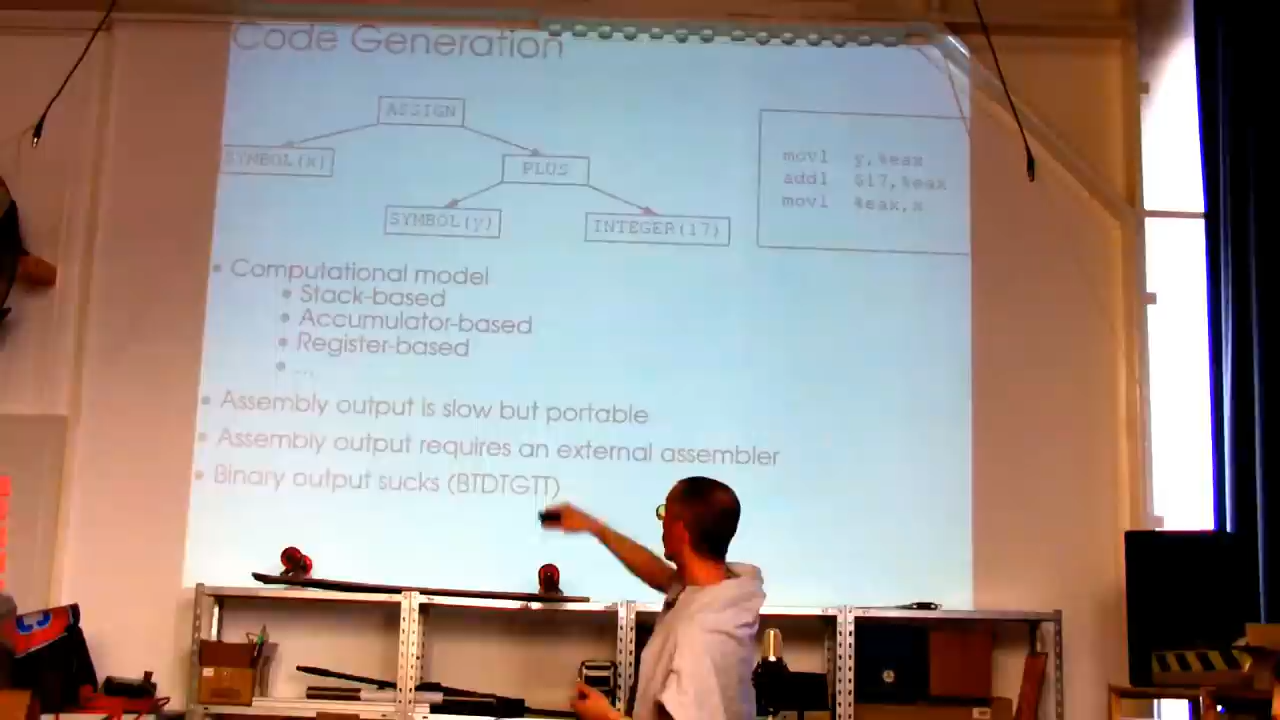 Code Generation
ASSIGN
SYMBOL(x)
PLUS
SYMBOL(y)
INTEGER(17)
movl y,%eax
addl $17,%eax
movl %eax,x
• Computational model
• Stack-based
• Accumulator-based
• Register-based
• ...
• Assembly output is slow but portable
• Assembly output requires an external assembler
• Binary output sucks (BTDTGTT)